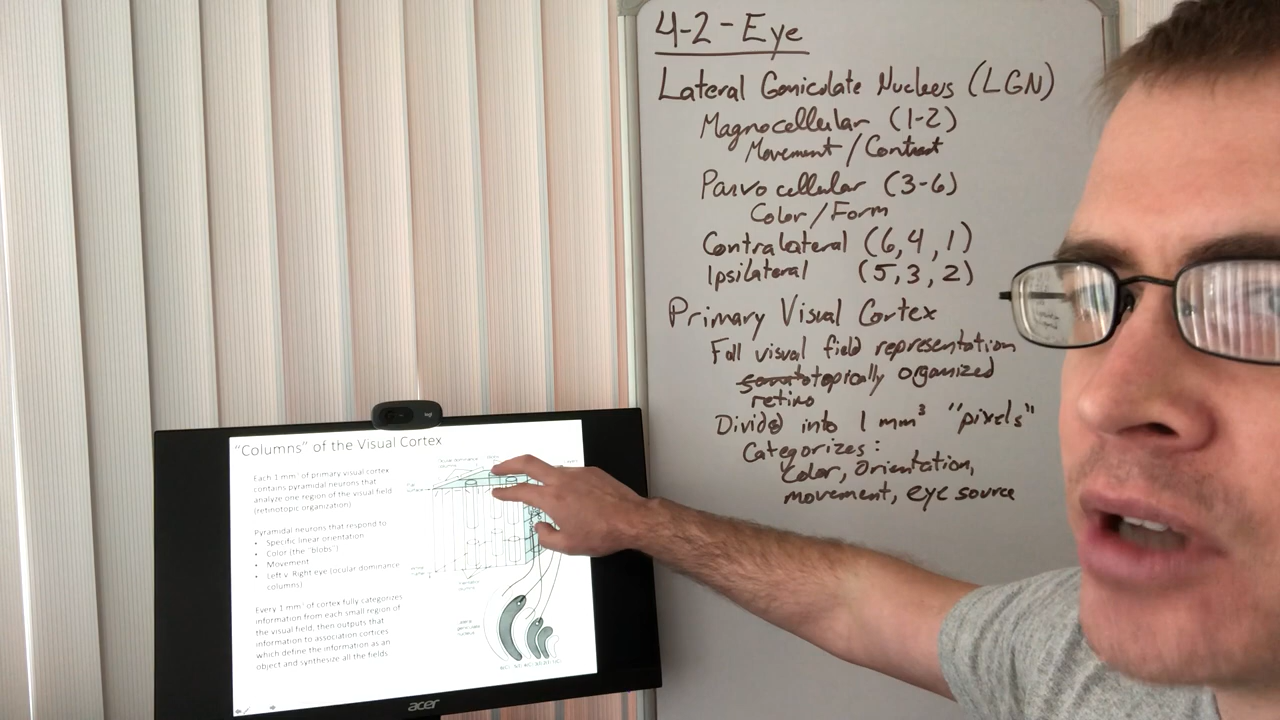 4-2-Eye
Lateral Geniculate Nucleus (LGN)
Magnocellular (1-2)
Movement / Contrast
Parvocellular (3-6)
Color / Form
Contralateral (6, 4, 1)
Ipsilateral (5, 3, 2)
Primary Visual Cortex
Full visual field representation
somatotopically organized
retino
Divided into 1 mm³ "pixels"
Categorizes:
Color, Orientation,
movement, eye source
"Columns" of the Visual Cortex
Each 1 mm³ of primary visual cortex
contains pyramidal neurons that
analyze one region of the visual field
(retinotopic organization)
Pyramidal neurons that respond to
• Specific linear orientation
• Color (the "blobs")
• Movement
• Left v. Right eye (ocular dominance
columns)
Every 1 mm³ of cortex fully categorizes
information from each small region of
the visual field, then outputs that
information to association cortices
which define the information as an
object and synthesize all the fields
acer
logi